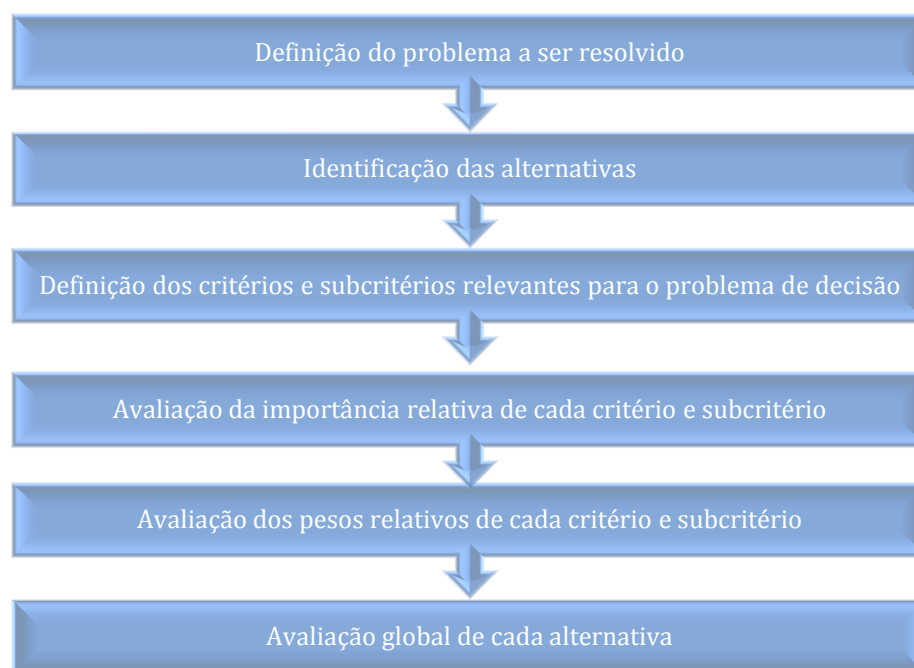 Definição do problema a ser resolvido
Identificação das alternativas
Definição dos critérios e subcritérios relevantes para o problema de decisão
Avaliação da importância relativa de cada critério e subcritério
Avaliação dos pesos relativos de cada critério e subcritério
Avaliação global de cada alternativa